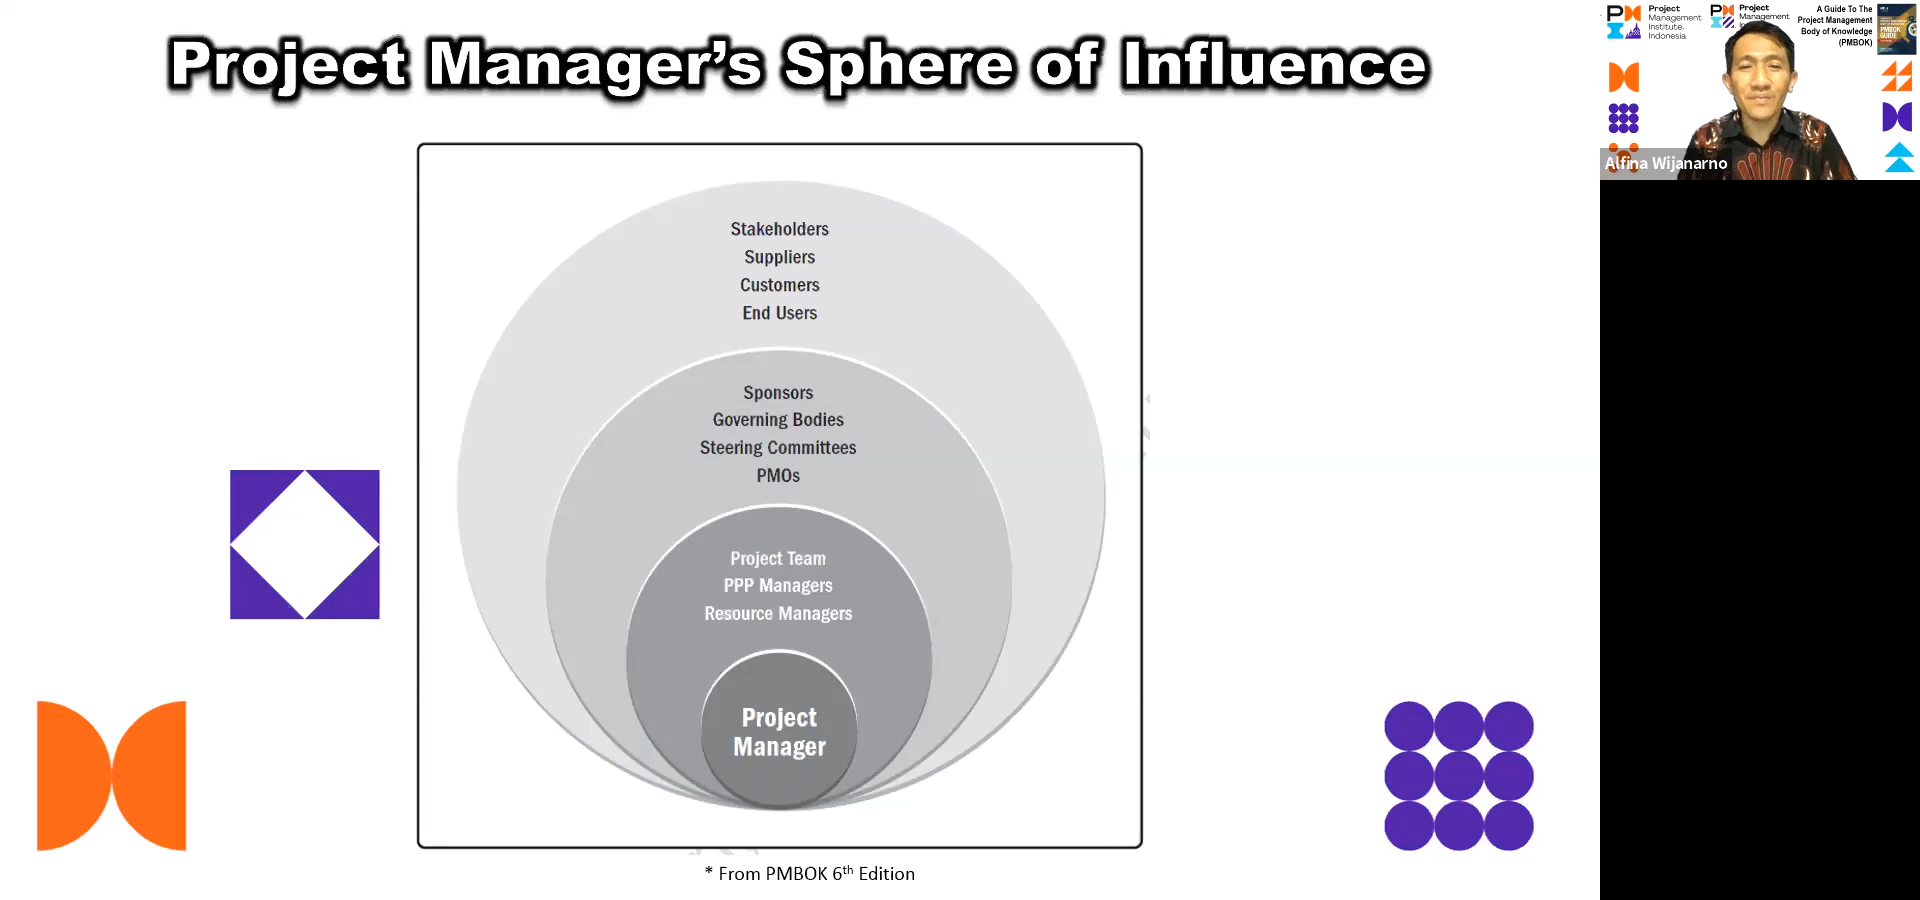 Project Manager's Sphere of Influence
Stakeholders
Suppliers
Customers
End Users
Sponsors
Governing Bodies
Steering Committees
PMOs
Project Team
PPP Managers
Resource Managers
Project
Manager
* From PMBOK 6th Edition
Project
Management
Institute.
Indonesia
Project
Management
A Guide To The
Project Management
Body of Knowledge
(PMBOK)
PMBOK
GUIDE
Alfina Wijanarno